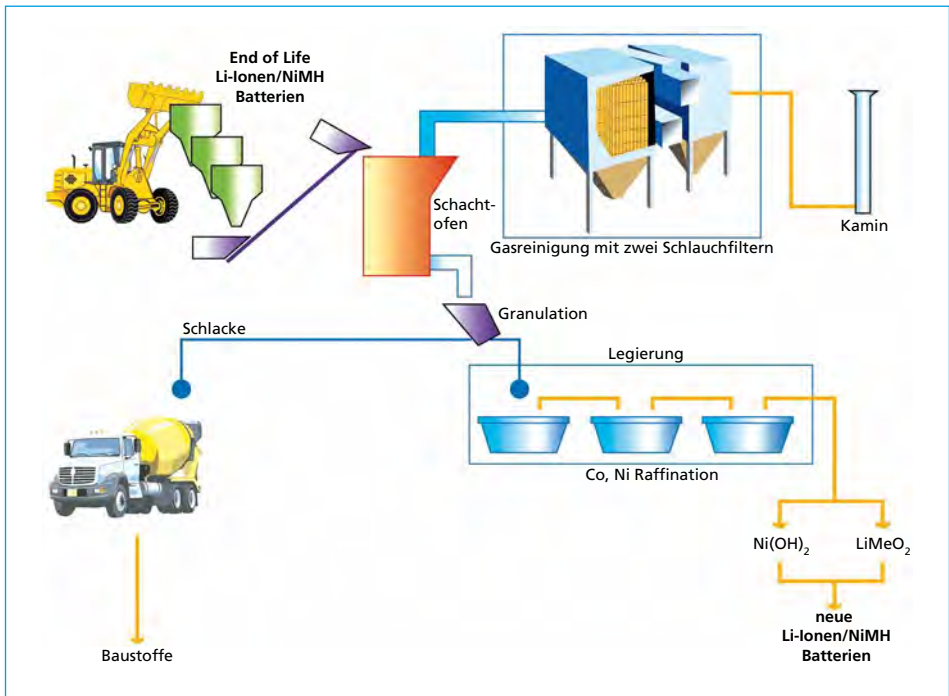 End of Life
Li-Ionen/NiMH
Batterien
Schacht-
ofen
Gasreinigung mit zwei Schlauchfiltern
Kamin
Granulation
Schlacke
Legierung
Co, Ni Raffination
Ni(OH)₂
LiMeO₂
neue
Li-Ionen/NiMH
Batterien
Baustoffe